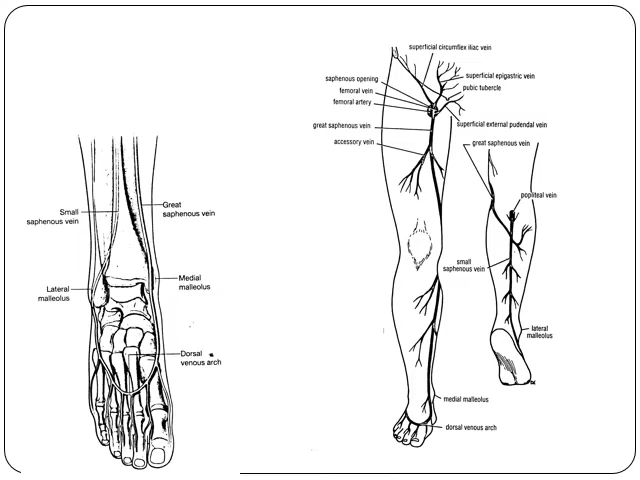 Small
saphenous vein
Great
saphenous vein
Lateral
malleolus
Medial
malleolus
Dorsal
venous arch
superficial circumflex iliac vein
saphenous opening
femoral vein
femoral artery
great saphenous vein
accessory vein
superficial epigastric vein
pubic tubercle
superficial external pudendal vein
medial malleolus
dorsal venous arch
great saphenous vein
popliteal vein
small
saphenous vein
lateral
malleolus